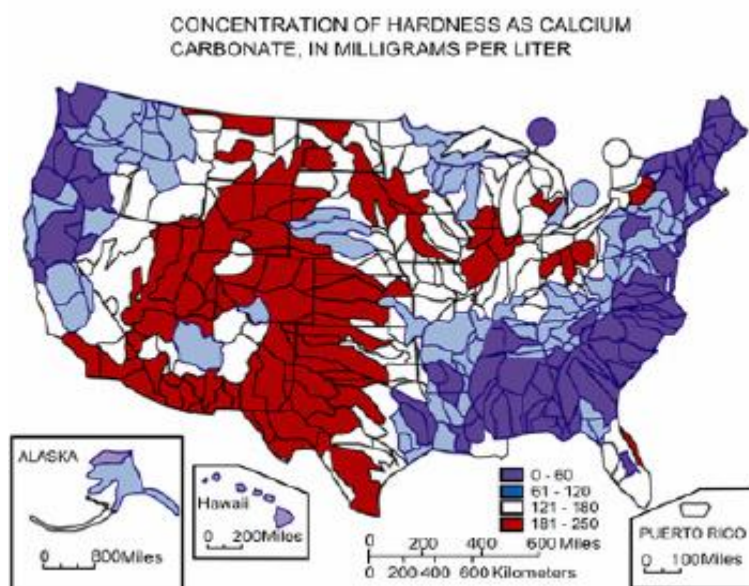 CONCENTRATION OF HARDNESS AS CALCIUM
CARBONATE, IN MILLIGRAMS PER LITER
ALASKA
0 800Miles
Hawaii
0 200Miles
0 - 60
61 - 120
121 - 180
181 - 250
0 200 400 600 Miles
0 200 400 600 Kilometers
PUERTO RICO
0 100Miles